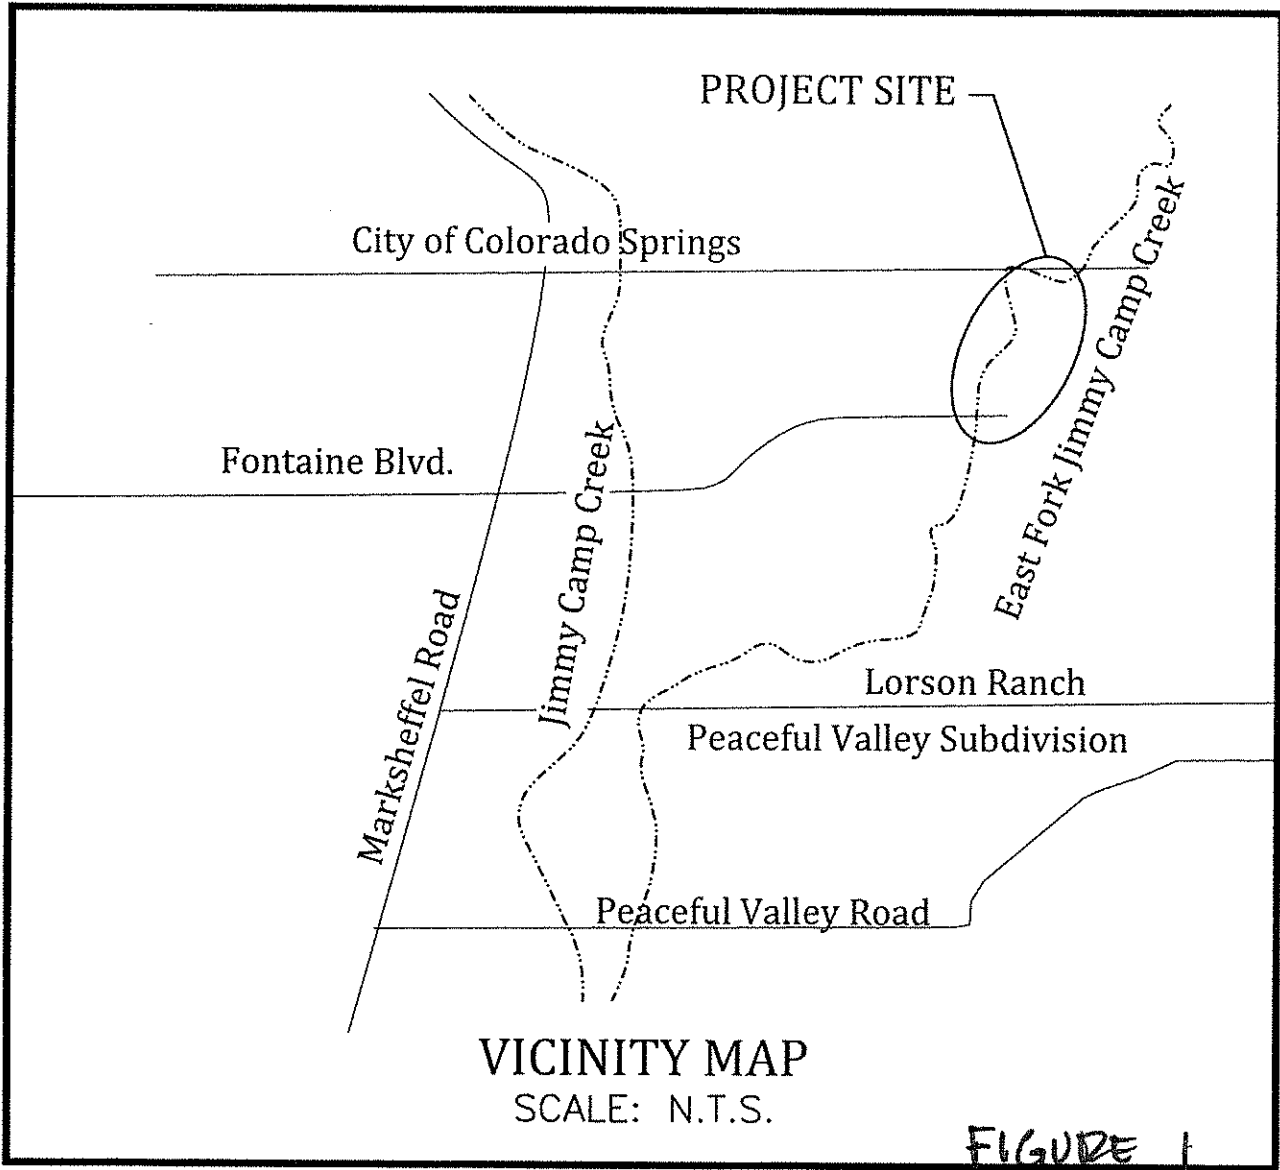 PROJECT SITE
City of Colorado Springs
East Fork Jimmy Camp Creek
Fontaine Blvd.
Jimmy Camp Creek
Marksheffel Road
Lorson Ranch
Peaceful Valley Subdivision
Peaceful Valley Road
VICINITY MAP
SCALE: N.T.S.
FIGURE 1